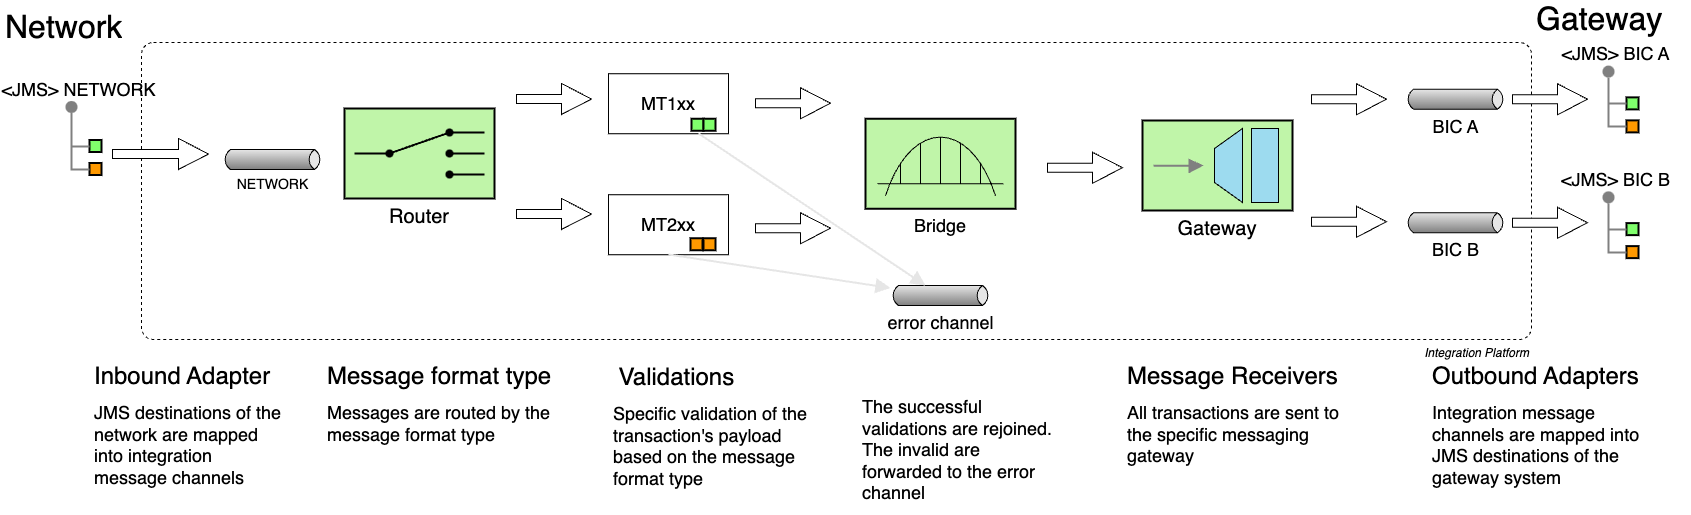 Network
Gateway
<JMS> NETWORK
<JMS> BIC A
MT1xx
BIC A
NETWORK
Router
MT2xx
Bridge
Gateway
<JMS> BIC B
BIC B
error channel
Integration Platform
Inbound Adapter
JMS destinations of the
network are mapped
into integration
message channels
Message format type
Messages are routed by the
message format type
Validations
Specific validation of the
transaction's payload
based on the message
format type
The successful
validations are rejoined.
The invalid are
forwarded to the error
channel
Message Receivers
All transactions are sent to
the specific messaging
gateway
Outbound Adapters
Integration message
channels are mapped into
JMS destinations of the
gateway system